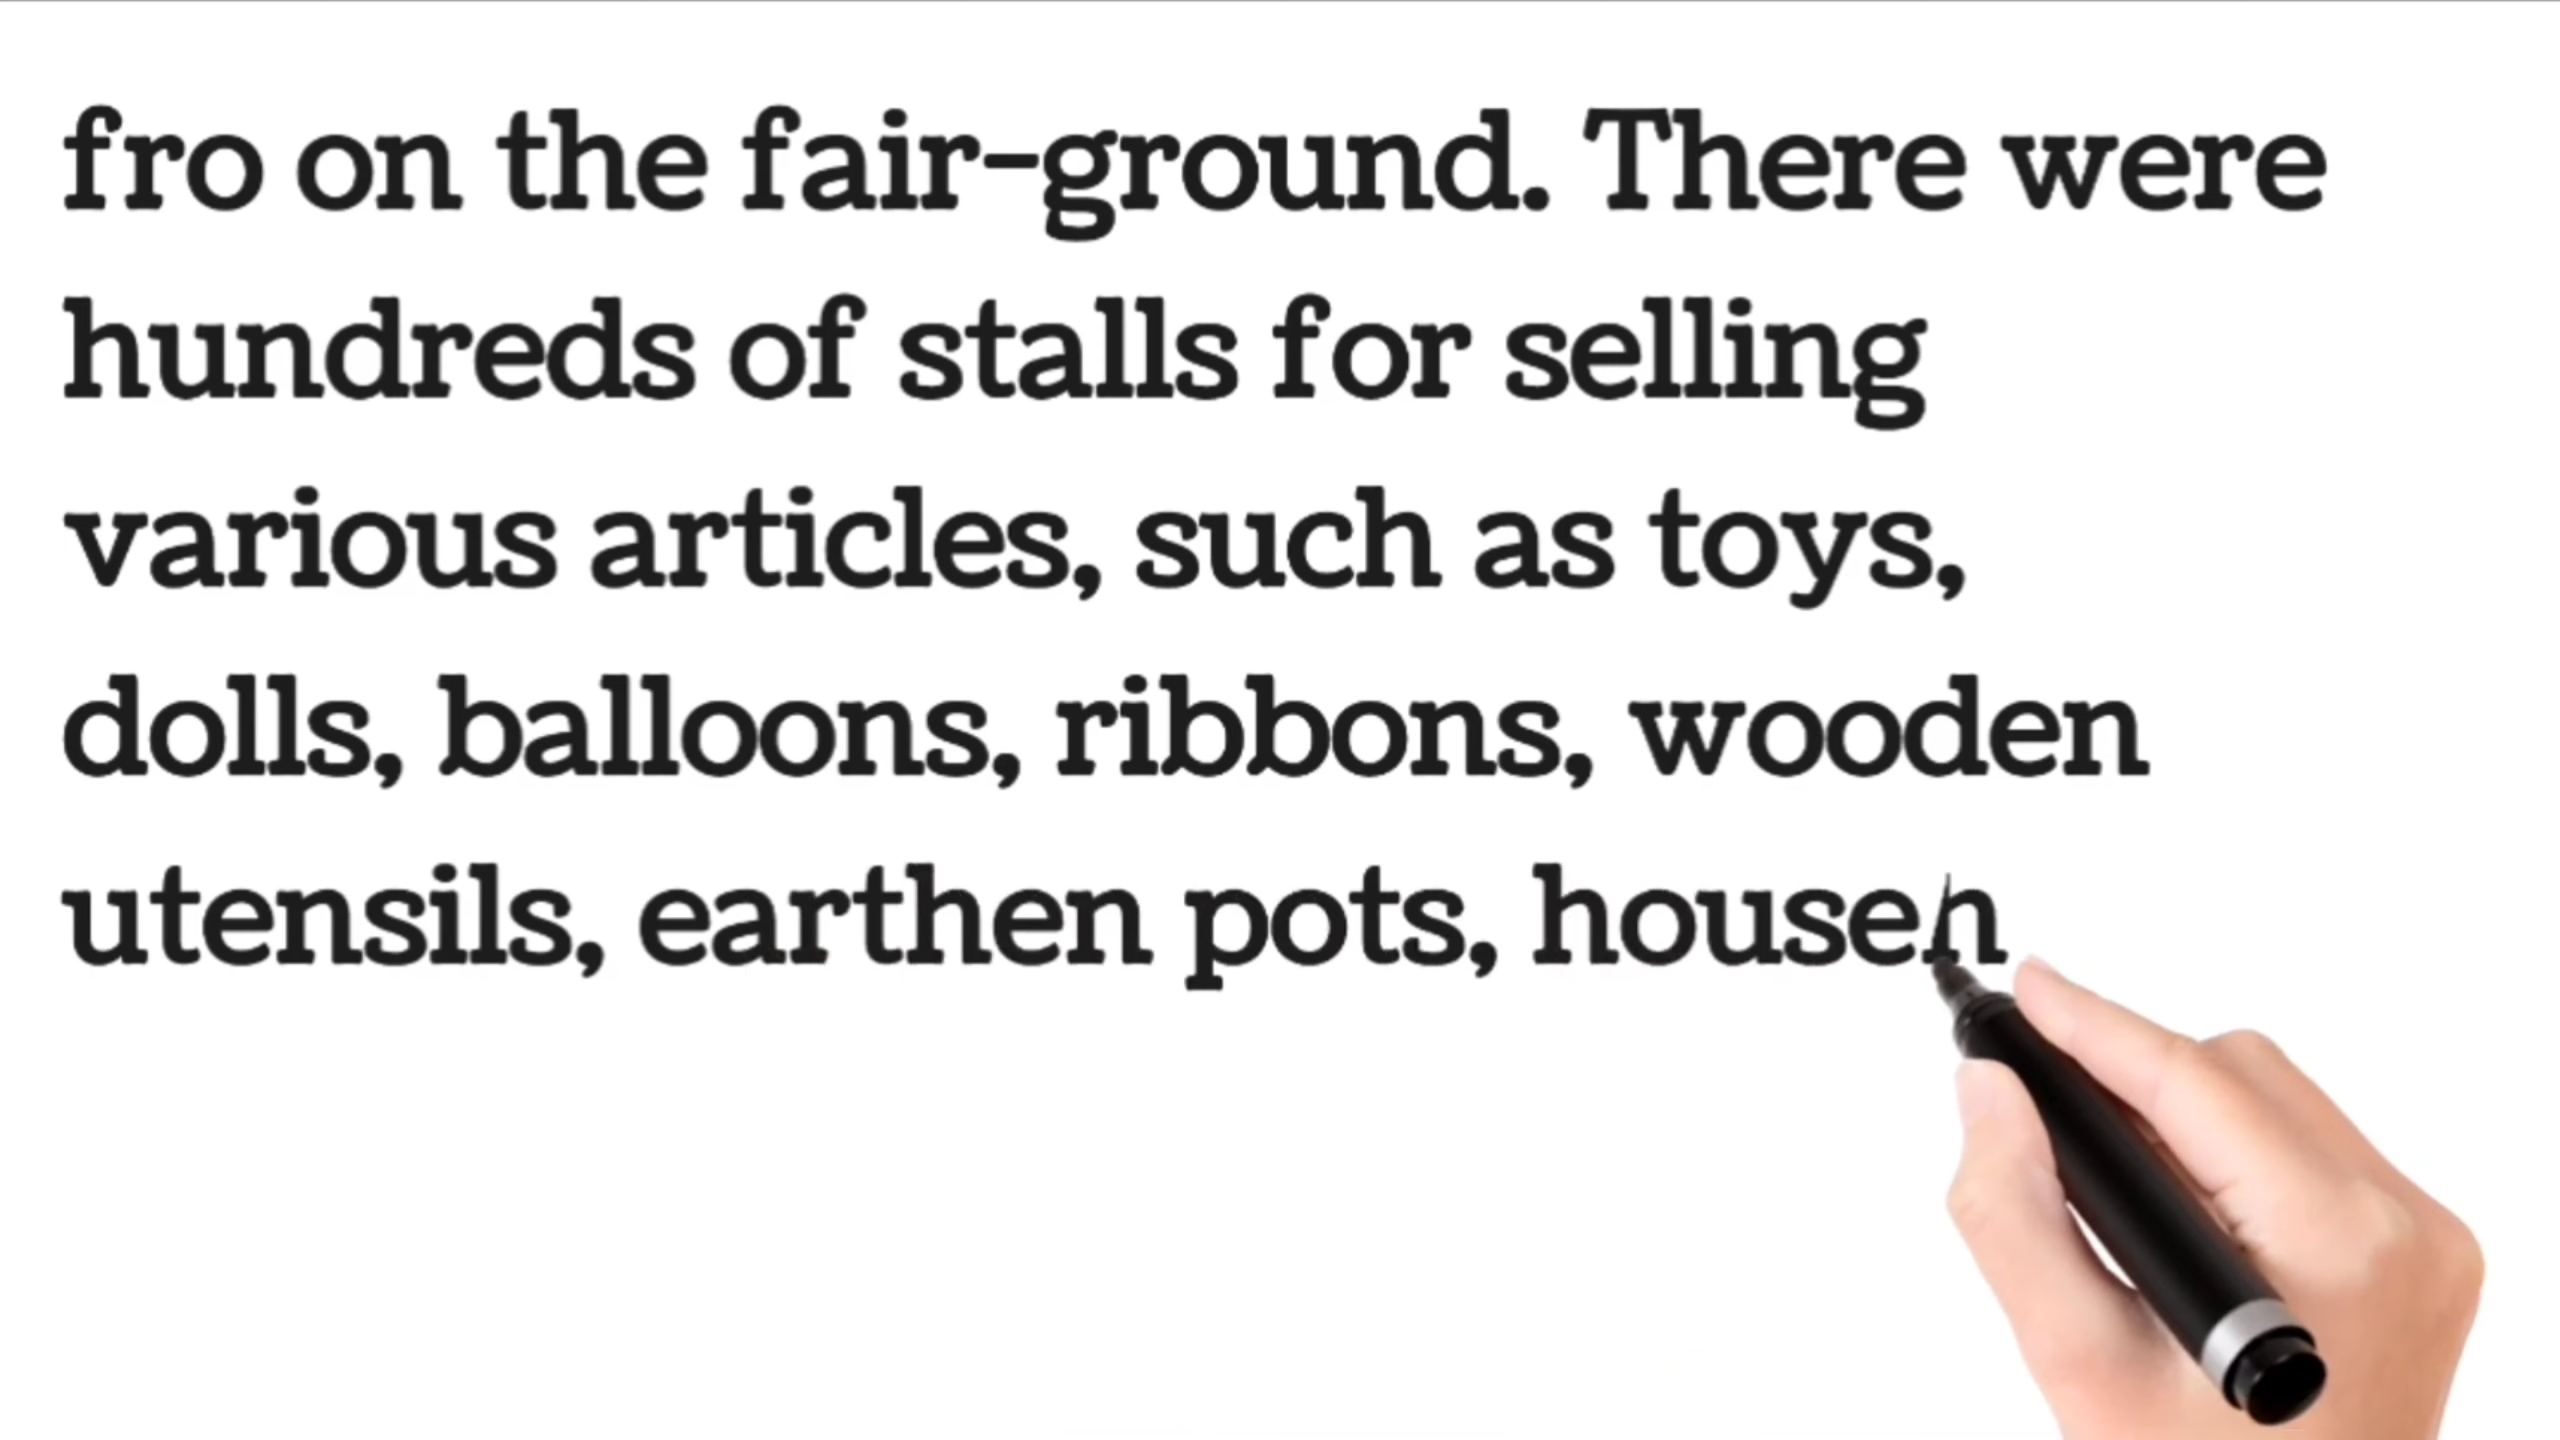 fro on the fair-ground. There were
hundreds of stalls for selling
various articles, such as toys,
dolls, balloons, ribbons, wooden
utensils, earthen pots, househ